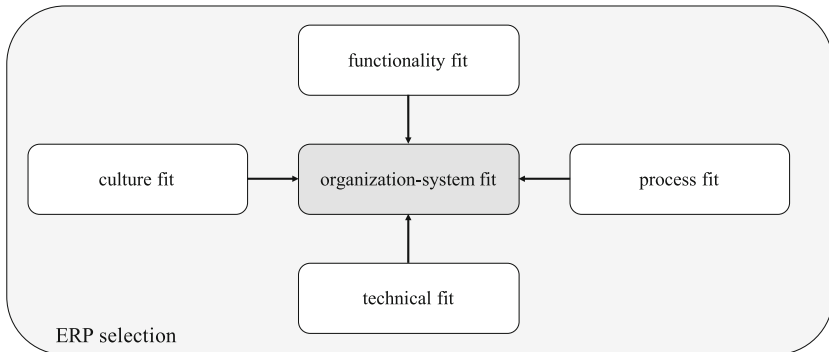 functionality fit
culture fit
organization-system fit
process fit
technical fit
ERP selection